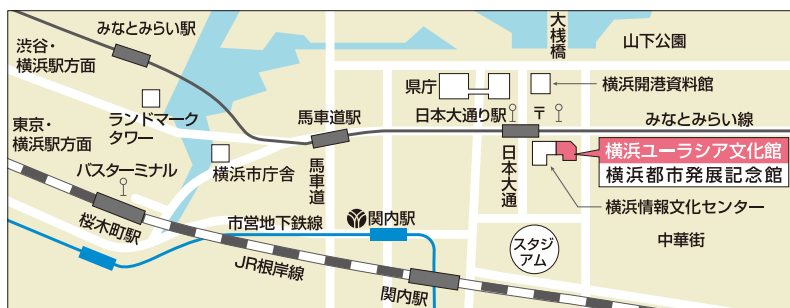 みなとみらい駅
渋谷・
横浜駅方面
大桟橋
山下公園
県庁
横浜開港資料館
ランドマーク
タワー
馬車道駅
日本大通り駅
〒
みなとみらい線
東京・
横浜駅方面
横浜市庁舎
馬車道
日本大通
横浜ユーラシア文化館
横浜都市発展記念館
バスターミナル
横浜情報文化センター
桜木町駅
市営地下鉄線
関内駅
スタジ
アム
中華街
JR根岸線
関内駅